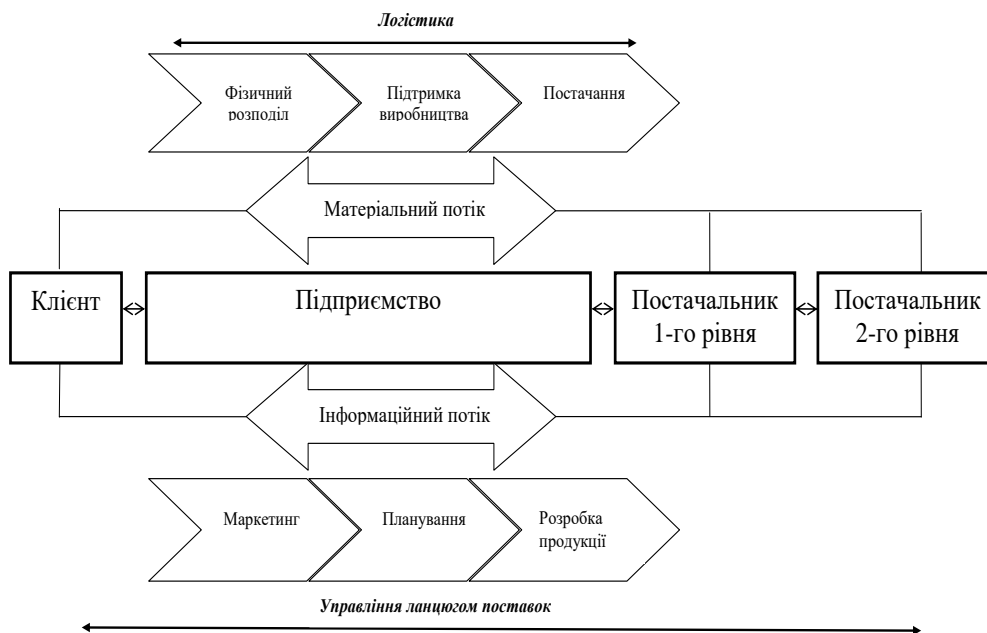 Логістика
Фізичний
розподіл
Підтримка
виробництва
Постачання
Матеріальний потік
Клієнт
Підприємство
Постачальник
1-го рівня
Постачальник
2-го рівня
Інформаційний потік
Маркетинг
Планування
Розробка
продукції
Управління ланцюгом поставок